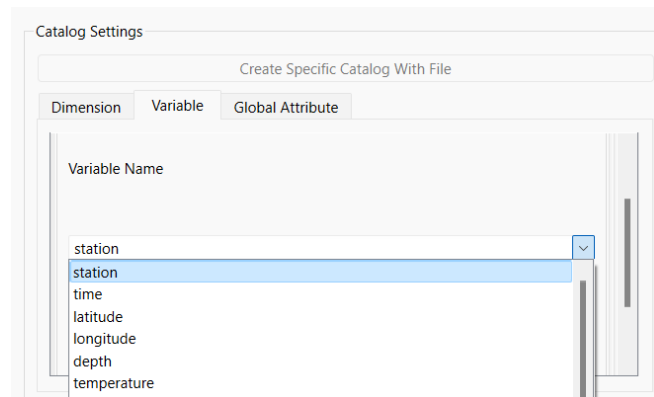 Catalog Settings
Create Specific Catalog With File
Dimension Variable Global Attribute
Variable Name
station
station
time
latitude
longitude
depth
temperature